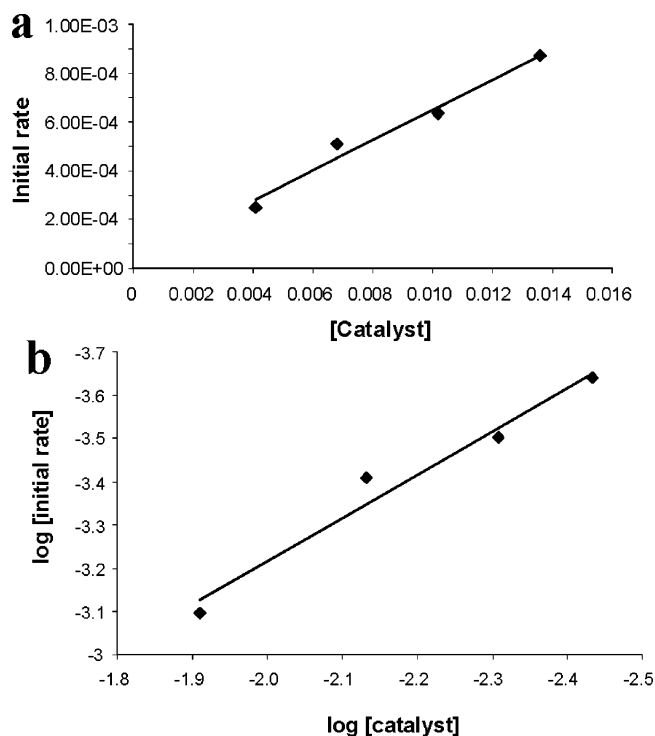 a
1.00E-03
8.00E-04
6.00E-04
4.00E-04
2.00E-04
0.00E+00
Initial rate
0 0.002 0.004 0.006 0.008 0.010 0.012 0.014 0.016
[Catalyst]
b
-3.7
-3.6
-3.5
-3.4
-3.3
-3.2
-3.1
-3
log [initial rate]
-1.8 -1.9 -2.0 -2.1 -2.2 -2.3 -2.4 -2.5
log [catalyst]